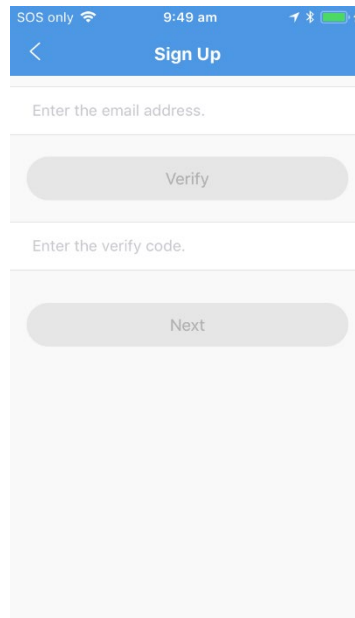 SOS only 9:49 am
Sign Up
Enter the email address.
Verify
Enter the verify code.
Next